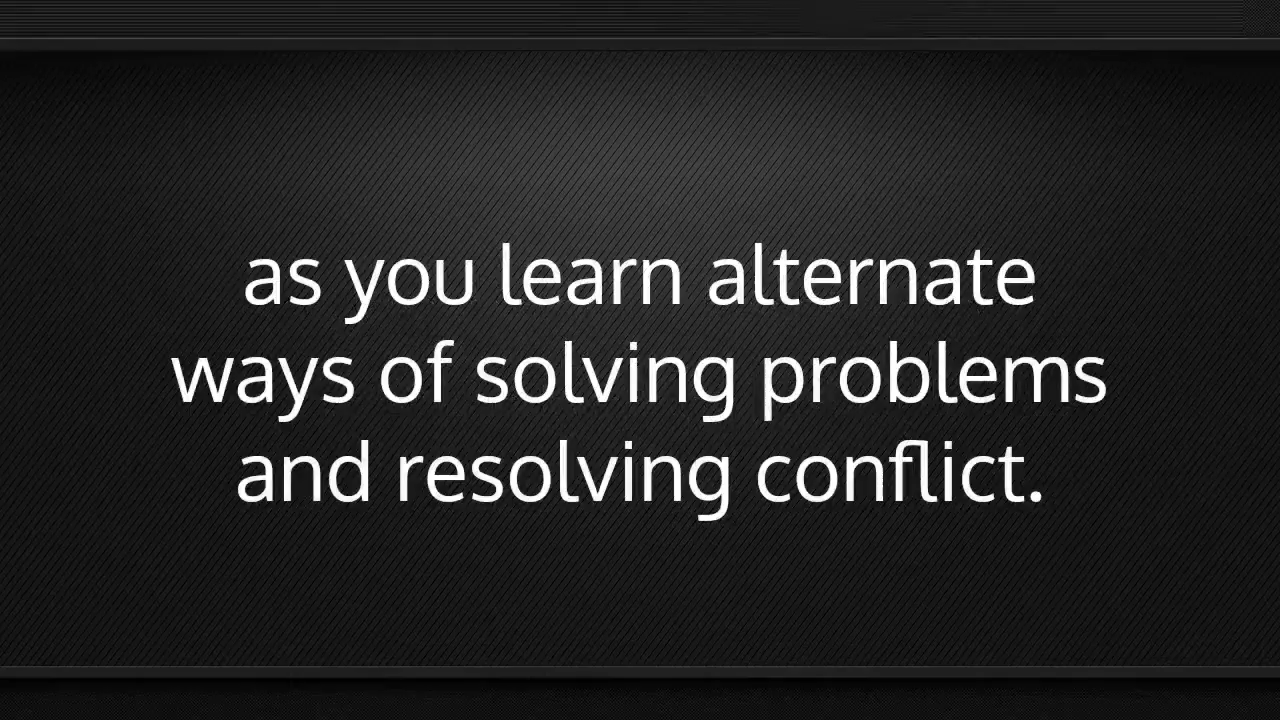 as you learn alternate
ways of solving problems
and resolving conflict.